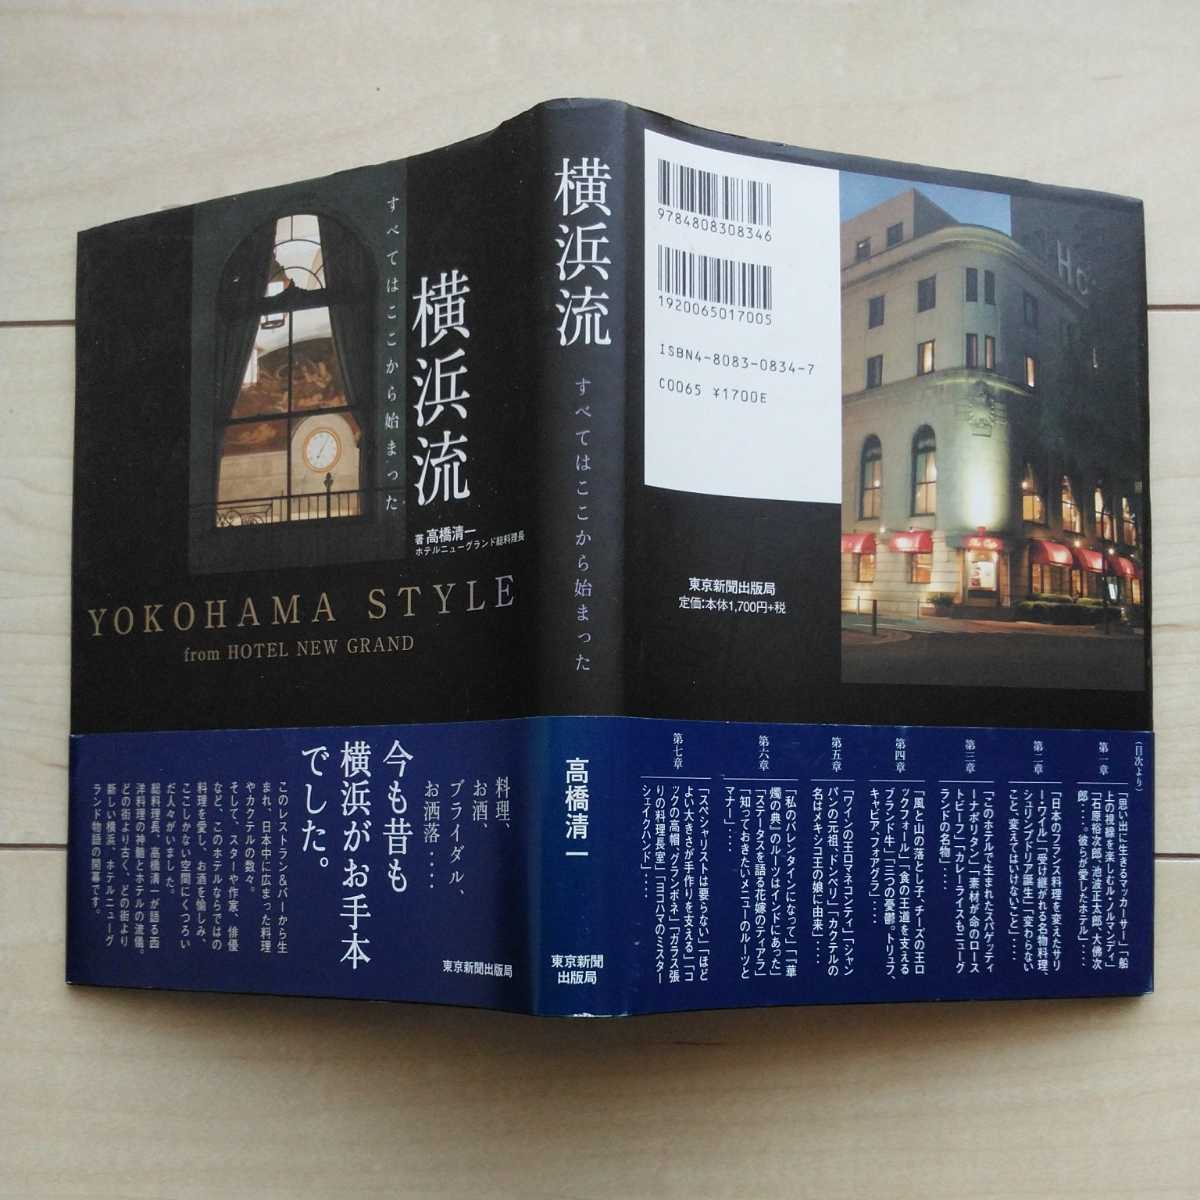 すべてはここから始まった
横浜流
著 高橋清一
ホテルニューグランド総料理長
YOKOHAMA STYLE
from HOTEL NEW GRAND
料理、
お酒、
ブライダル、
お洒落・・・
今も昔も
横浜がお手本
でした。
このレストラン&バーから生
まれ、日本中に広まった料理
やカクテルの数々。
そして、スターや作家、俳優
など、このホテルならではの
料理を愛し、お酒を愉しみ、
ここしかない空間にくつろい
だ人々がいました。
総料理長、高橋清一が語る西
洋料理の神髄とホテルの流儀。
どの街より古く、どの街より
新しい横浜、ホテルニューグ
ランド物語の開幕です。
東京新聞出版局
横浜流
すべてはここから始まった
高橋清一
東京新聞
出版局
9784808308346
1920065017005
ISBN4-8083-0834-7
C0065 ¥1700E
東京新聞出版局
定価:本体1,700円+税
Ho
(目次より)
第一章
「思い出に生きるマッカーサー」「船
上の視線を楽しむル・ノルマンディ」
「石原裕次郎、池波正太郎、大佛次
郎・・・。彼らが愛したホテル」・・・・
第二章
「日本のフランス料理を変えたサリ
ー・ワイル」「受け継がれる名物料理、
シュリンプドリア誕生」「変わらない
こと、変えてはいけないこと」・・・・
第三章
「このホテルで生まれたスパゲッティ
ーナポリタン」「素材が命のロース
トビーフ」「カレーライスもニューグ
ランドの名物」・・・・
第四章
「風と山の落とし子、チーズの王ロ
ックフォール」「食の王道を支える
ブランド牛」「三つの憂鬱。トリュフ、
キャビア、フォアグラ」・・・・
第五章
「ワインの王ロマネコンティ」「シャン
パンの元祖、ドンペリ」「カクテルの
名はメキシコ王の娘に由来」・・・・
第六章
「私のバレンタインになって」「「華
燭の典」のルーツはインドにあった」
「ステータスを語る花嫁のティアラ」
「知っておきたいメニューのルーツと
マナー」・・・・
第七章
「スペシャリストは要らない」「ほど
よい大きさが手作りを支える」「コ
ックの高帽、グランボネ」「ガラス張
りの料理長室」「ヨコハマのミスター
シェイクハンド」・・・・